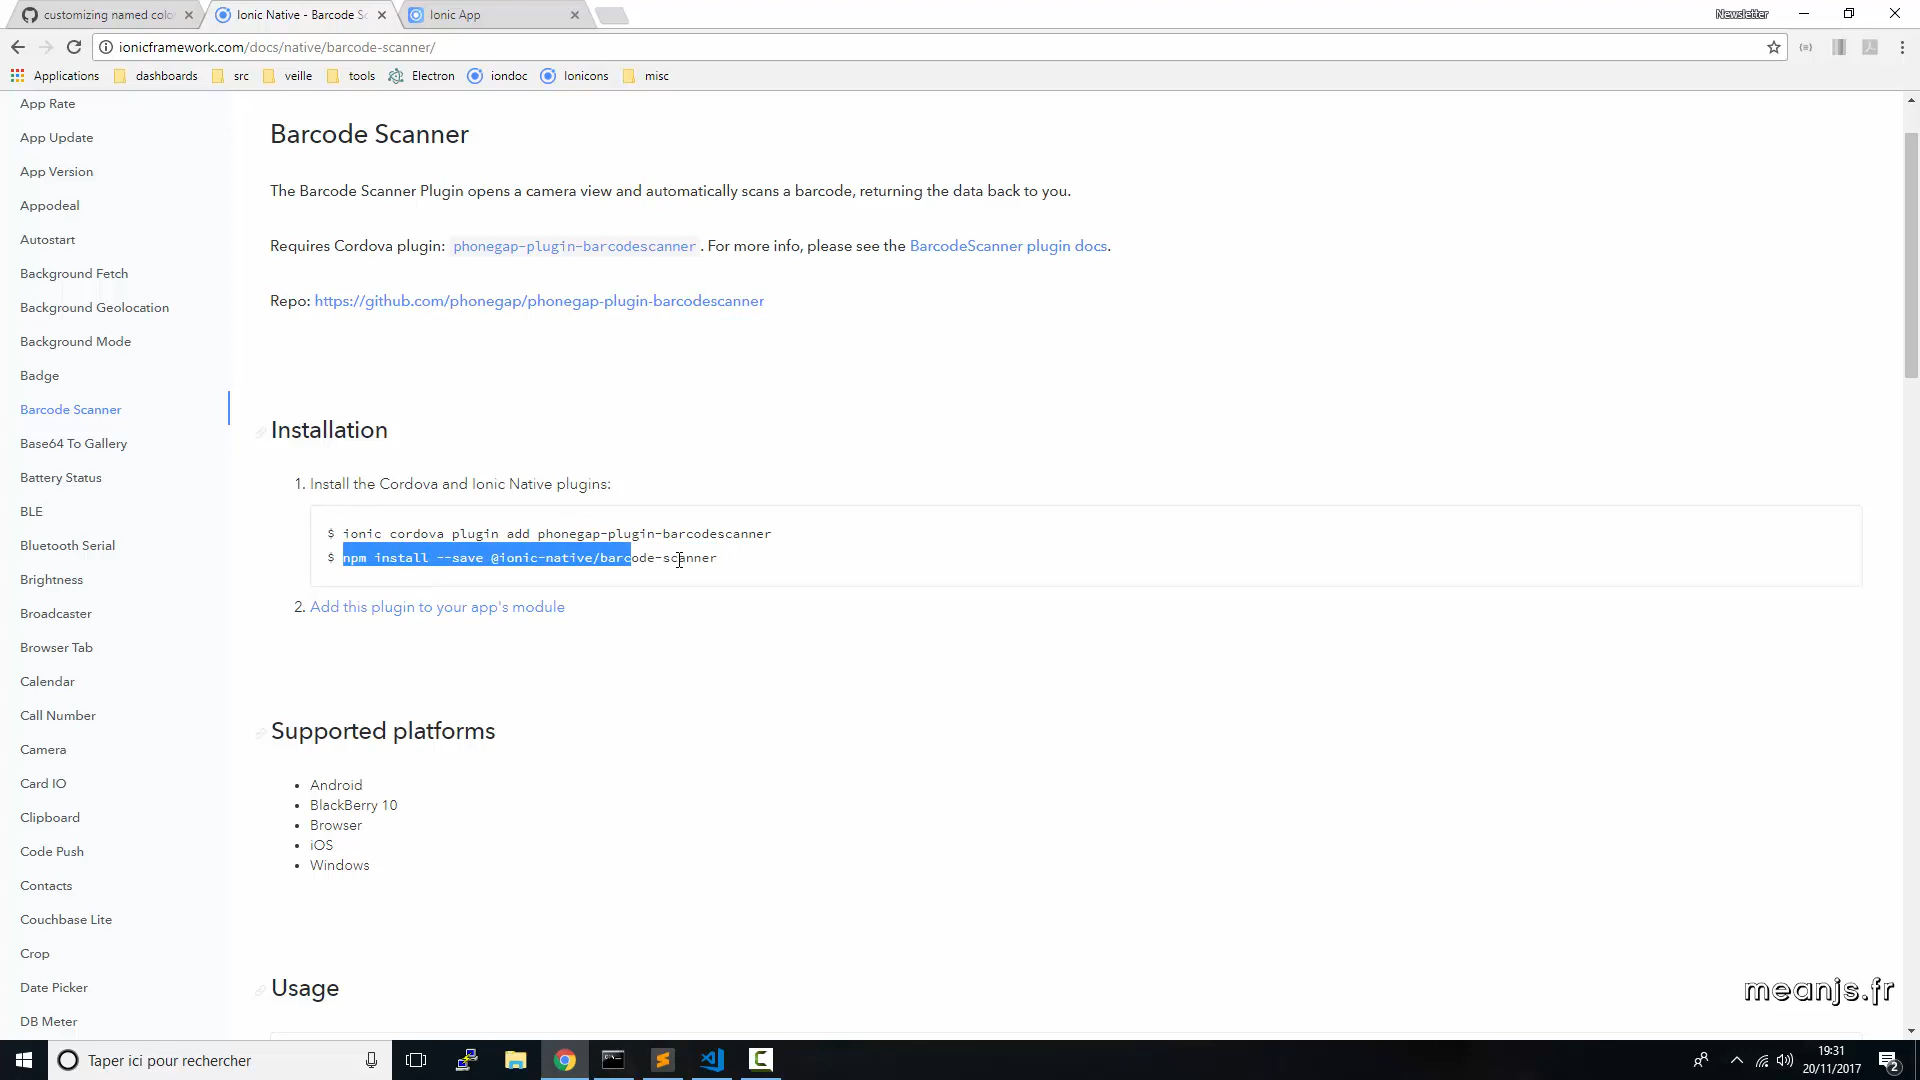 customizing named colo
Ionic Native - Barcode Sc
Ionic App
Newsletter
ionicframework.com/docs/native/barcode-scanner/
Applications
dashboards
src
veille
tools
Electron
iondoc
Ionicons
misc
App Rate
App Update
App Version
Appodeal
Autostart
Background Fetch
Background Geolocation
Background Mode
Badge
Barcode Scanner
Base64 To Gallery
Battery Status
BLE
Bluetooth Serial
Brightness
Broadcaster
Browser Tab
Calendar
Call Number
Camera
Card IO
Clipboard
Code Push
Contacts
Couchbase Lite
Crop
Date Picker
DB Meter
Barcode Scanner
The Barcode Scanner Plugin opens a camera view and automatically scans a barcode, returning the data back to you.
Requires Cordova plugin: phonegap-plugin-barcodescanner . For more info, please see the BarcodeScanner plugin docs.
Repo: https://github.com/phonegap/phonegap-plugin-barcodescanner
Installation
1. Install the Cordova and Ionic Native plugins:
$ ionic cordova plugin add phonegap-plugin-barcodescanner
$ npm install --save @ionic-native/barcode-scanner
2. Add this plugin to your app's module
Supported platforms
• Android
• BlackBerry 10
• Browser
• iOS
• Windows
Usage
meanjs.fr
Taper ici pour rechercher
19:31
20/11/2017
2